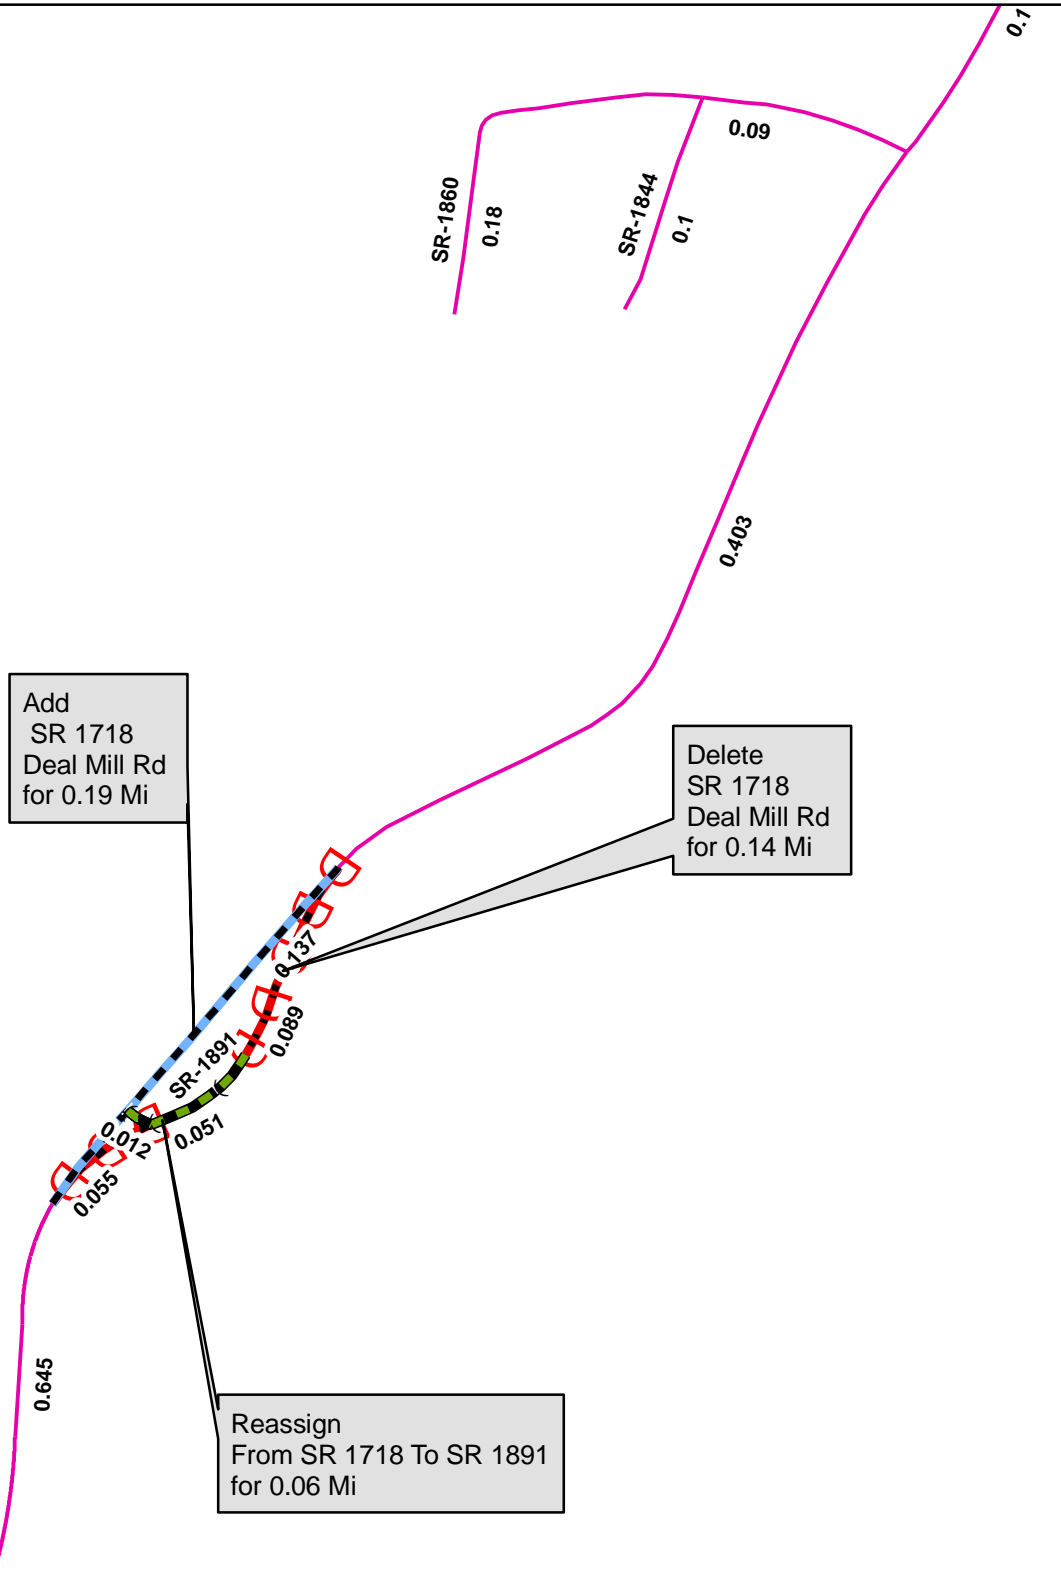 0.1
0.09
SR-1860
0.18
SR-1844
0.1
0.403
Add
SR 1718
Deal Mill Rd
for 0.19 Mi
Delete
SR 1718
Deal Mill Rd
for 0.14 Mi
0.137
0.089
SR-1891
0.051
0.012
0.055
0.645
Reassign
From SR 1718 To SR 1891
for 0.06 Mi